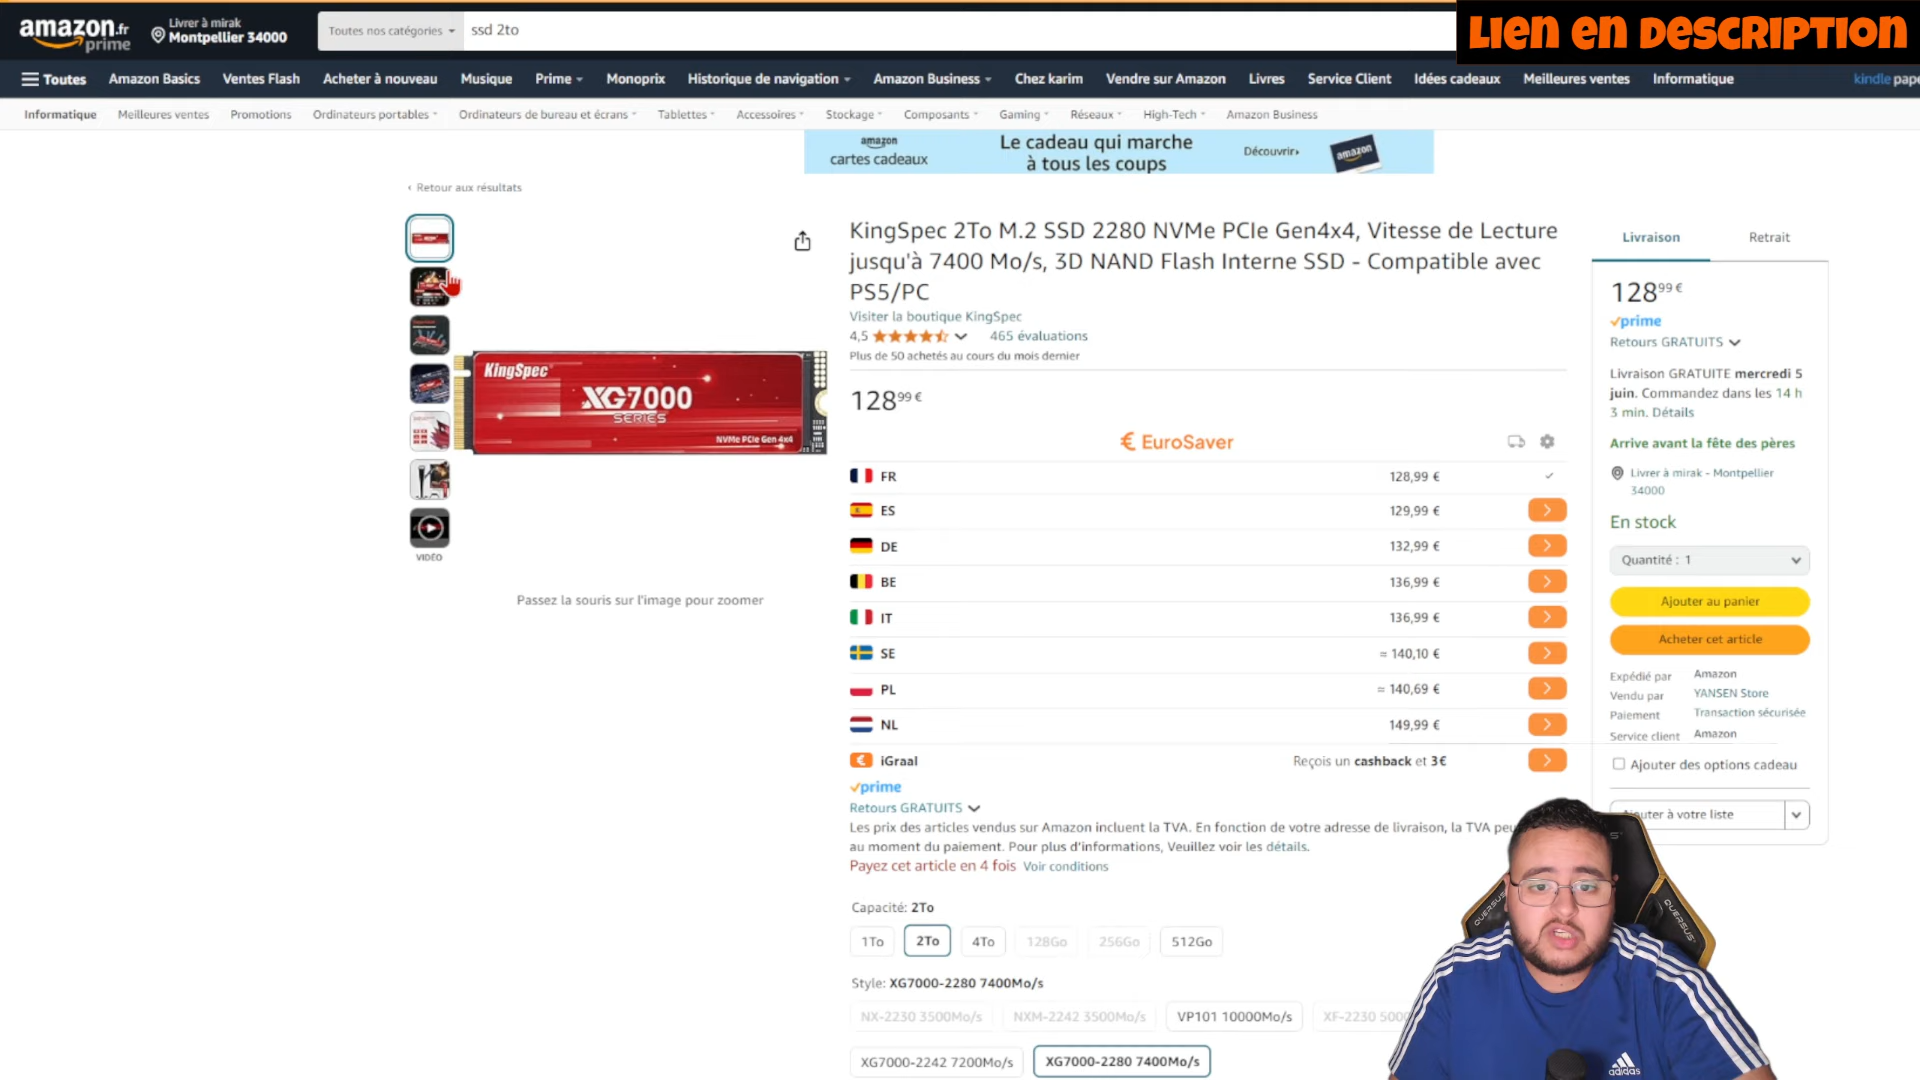 amazon.fr
prime
Livrer à mirak
Montpellier 34000
Toutes nos catégories
ssd 2to
Lien en description
Toutes
Amazon Basics
Ventes Flash
Acheter à nouveau
Musique
Prime
Monoprix
Historique de navigation
Amazon Business
Chez karim
Vendre sur Amazon
Livres
Service Client
Idées cadeaux
Meilleures ventes
Informatique
kindle pape
Informatique
Meilleures ventes
Promotions
Ordinateurs portables
Ordinateurs de bureau et écrans
Tablettes
Accessoires
Stockage
Composants
Gaming
Réseaux
High-Tech
Amazon Business
amazon
cartes cadeaux
Le cadeau qui marche
à tous les coups
Découvrir›
amazon
‹ Retour aux résultats
KingSpec
XG7000
SERIES
NVMe PCIe Gen 4x4
VIDÉO
Passez la souris sur l'image pour zoomer
KingSpec 2To M.2 SSD 2280 NVMe PCIe Gen4x4, Vitesse de Lecture
jusqu'à 7400 Mo/s, 3D NAND Flash Interne SSD - Compatible avec
PS5/PC
Visiter la boutique KingSpec
4,5
465 évaluations
Plus de 50 achetés au cours du mois dernier
128 99 €
€ EuroSaver
FR 128,99 €
ES 129,99 €
DE 132,99 €
BE 136,99 €
IT 136,99 €
SE ≈ 140,10 €
PL ≈ 140,69 €
NL 149,99 €
€ iGraal Reçois un cashback et 3€
prime
Retours GRATUITS
Les prix des articles vendus sur Amazon incluent la TVA. En fonction de votre adresse de livraison, la TVA
au moment du paiement. Pour plus d'informations, Veuillez voir les détails.
Payez cet article en 4 fois Voir conditions
Capacité: 2To
1To
2To
4To
128Go
256Go
512Go
Style: XG7000-2280 7400Mo/s
NX-2230 3500Mo/s
NXM-2242 3500Mo/s
VP101 10000Mo/s
XF-2230
XG7000-2242 7200Mo/s
XG7000-2280 7400Mo/s
Livraison
Retrait
128 99 €
prime
Retours GRATUITS
Livraison GRATUITE mercredi 5
juin. Commandez dans les 14 h
3 min. Détails
Arrive avant la fête des pères
Livrer à mirak - Montpellier
34000
En stock
Quantité : 1
Ajouter au panier
Acheter cet article
Expédié par Amazon
Vendu par YANSEN Store
Paiement Transaction sécurisée
Service client Amazon
Ajouter des options cadeau
à votre liste
QUERSUS
QUERSUS
adidas